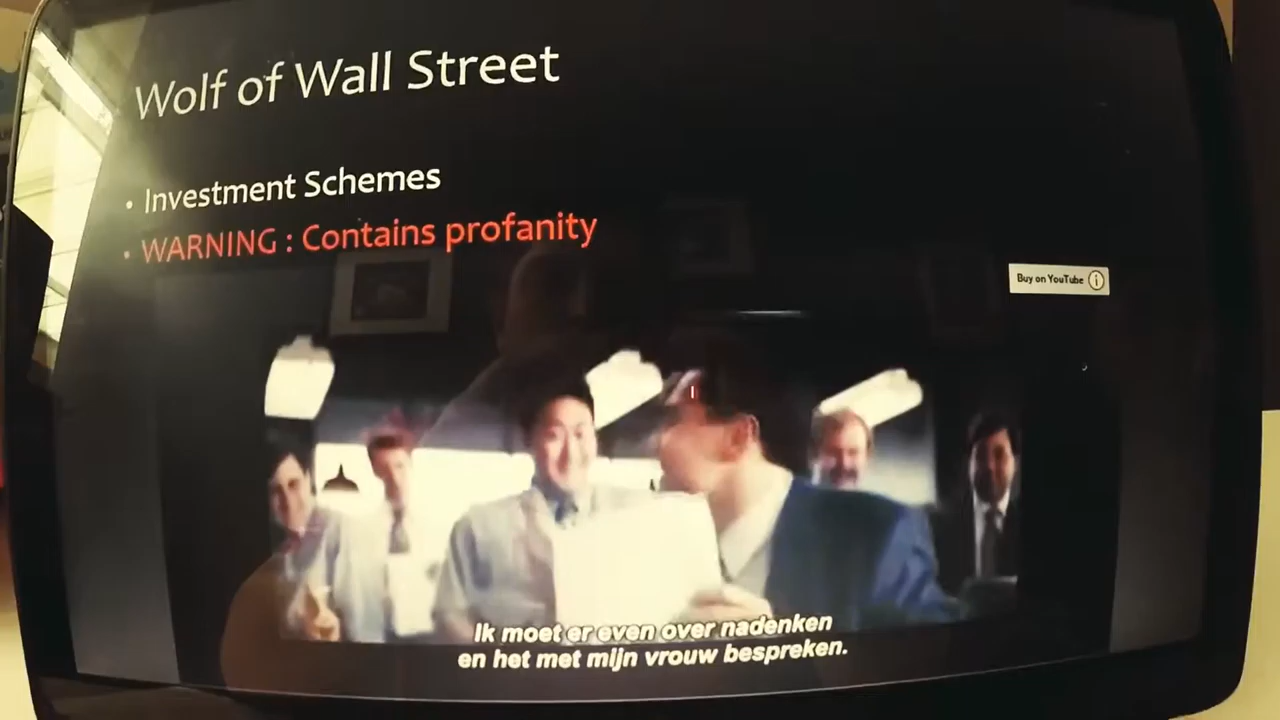 Wolf of Wall Street
• Investment Schemes
• WARNING : Contains profanity
Buy on YouTube
Ik moet er even over nadenken
en het met mijn vrouw bespreken.